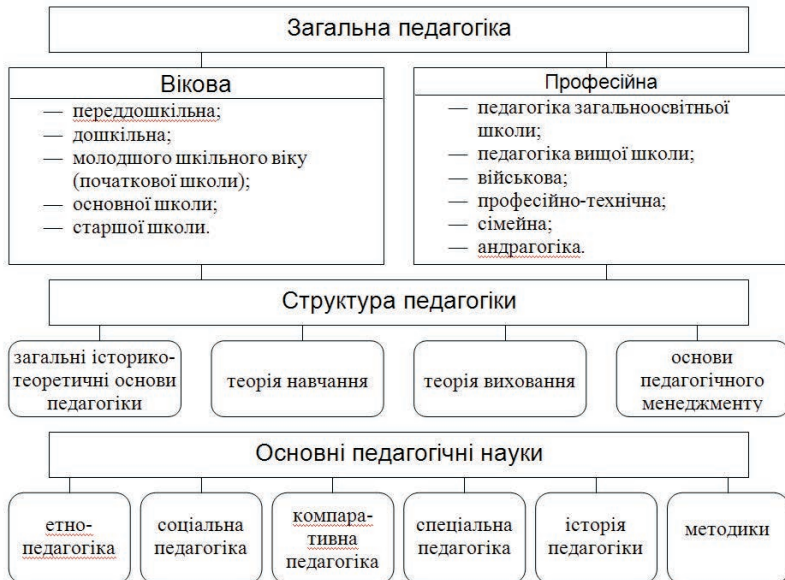 Загальна педагогіка
Вікова
— переддошкільна;
— дошкільна;
— молодшого шкільного віку
(початкової школи);
— основної школи;
— старшої школи.
Професійна
— педагогіка загальноосвітньої
школи;
— педагогіка вищої школи;
— військова;
— професійно-технічна;
— сімейна;
— андрагогіка.
Структура педагогіки
загальні історико-
теоретичні основи
педагогіки
теорія навчання
теорія виховання
основи
педагогічного
менеджменту
Основні педагогічні науки
етно-
педагогіка
соціальна
педагогіка
компара-
тивна
педагогіка
спеціальна
педагогіка
історія
педагогіки
методики